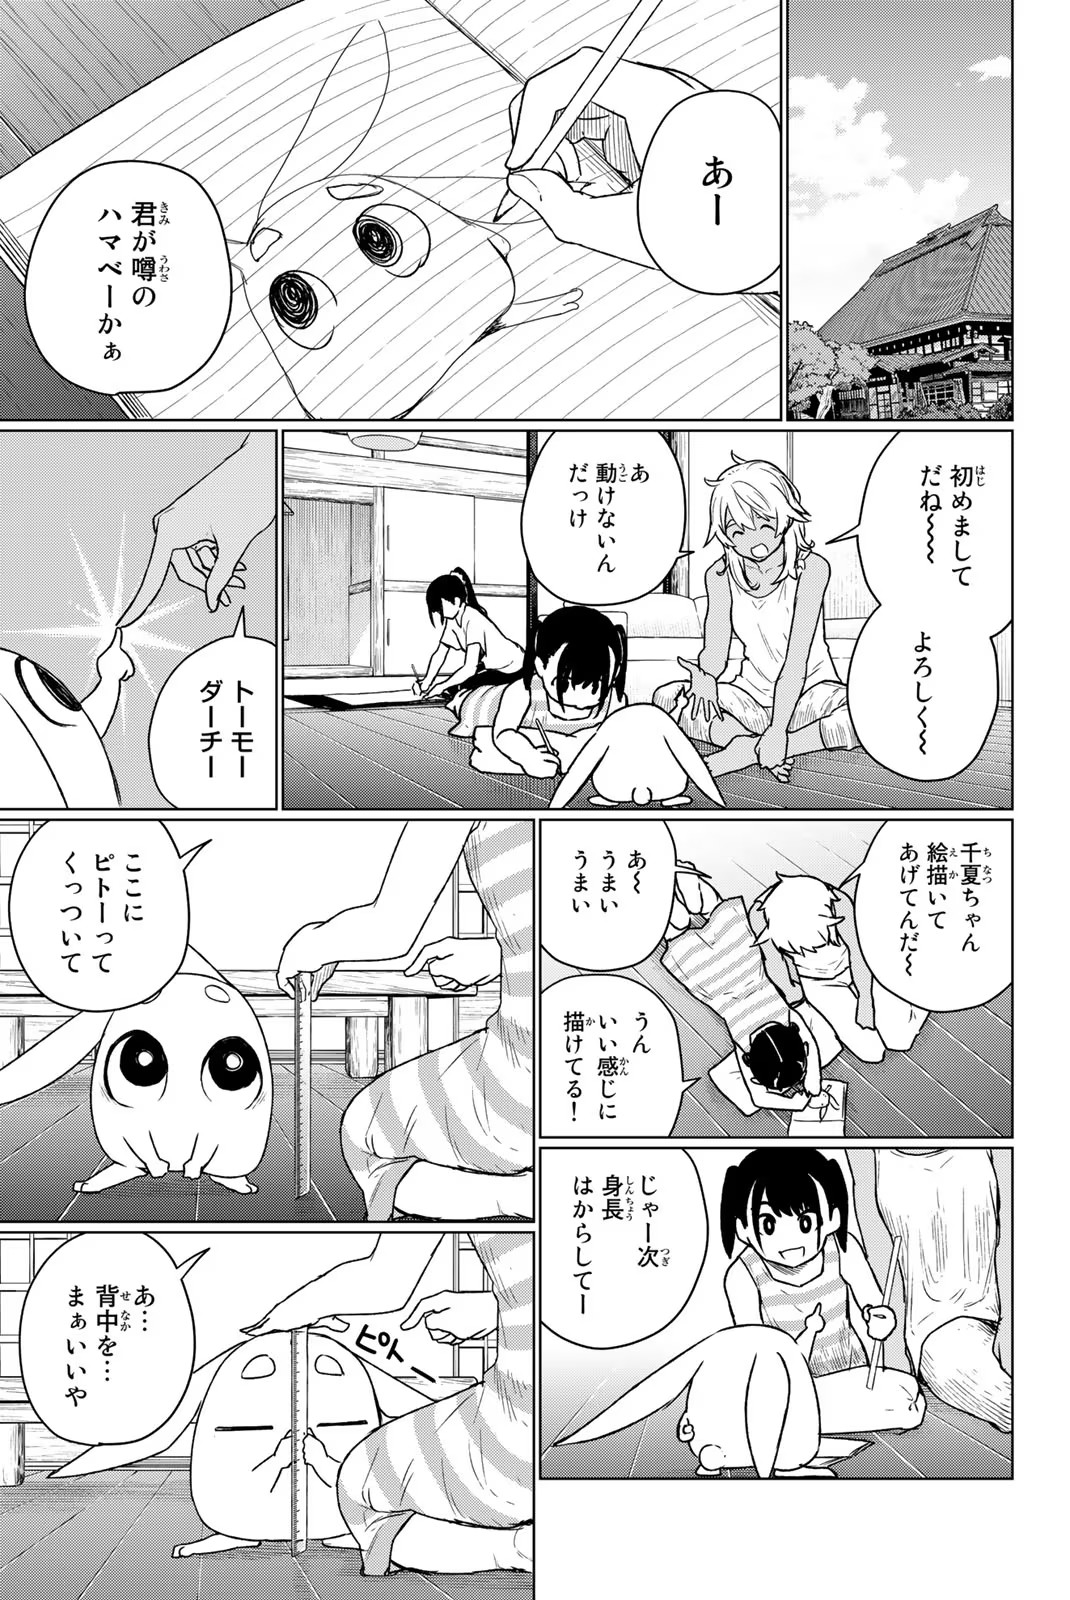 あー
君が噂の
ハマべーかぁ
初めまして
だね〜〜
よろしく〜〜
あ
動けないん
だっけ
トーモー
ダーチー
千夏ちゃん
絵描いて
あげてんだ〜
あ〜
うまい
うまい
うん
いい感じに
描けてる！
じゃー次
身長
はからしてー
ここに
ピトーって
くっついて
ピトー
あ…
背中を…
まぁいいや